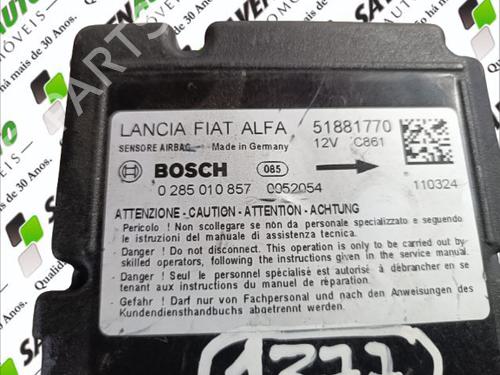 LANCIA FIAT ALFA 51881770
SENSORE AIRBAG Made in Germany 12V C861
BOSCH 085
0 285 010 857 0052054 110324
ATTENZIONE - CAUTION - ATTENTION - ACHTUNG
- Pericolo ! Non scollegare se non da personale specializzato e seguendo
le istruzioni del manuale di assistenza tecnica.
- Danger ! Do not disconnect. This operation is only to be carried out by
skilled operators, following the instructions given in the service manual.
- Danger ! Seul le personnel spécialisé est autorisé à débrancher en se
tenant aux instructions du manuel de réparation.
- Gefahr ! Darf nur von Fachpersonal und nach den Anweisungen des
Kundendiensthandbuchs abgetrennt werden.
1377